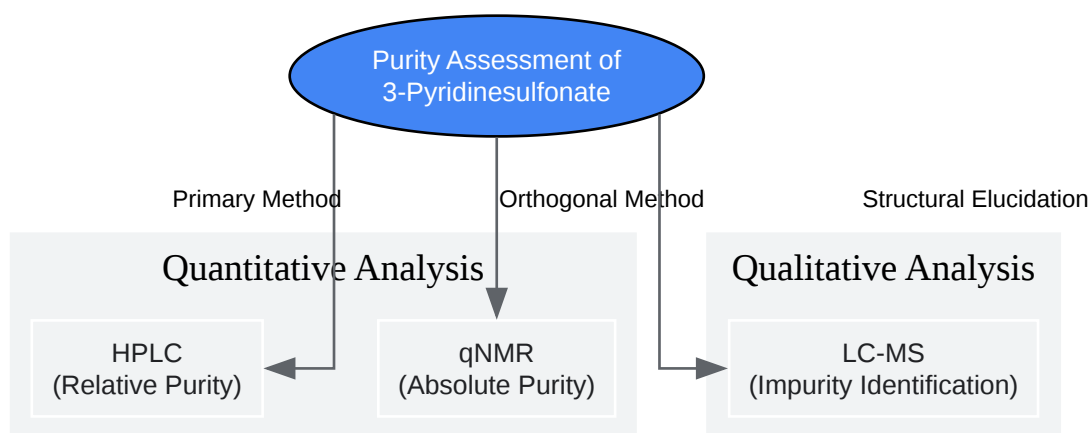 Purity Assessment of
3-Pyridinesulfonate
Primary Method
Orthogonal Method
Structural Elucidation
Quantitative Analysis
Qualitative Analysis
HPLC
(Relative Purity)
qNMR
(Absolute Purity)
LC-MS
(Impurity Identification)